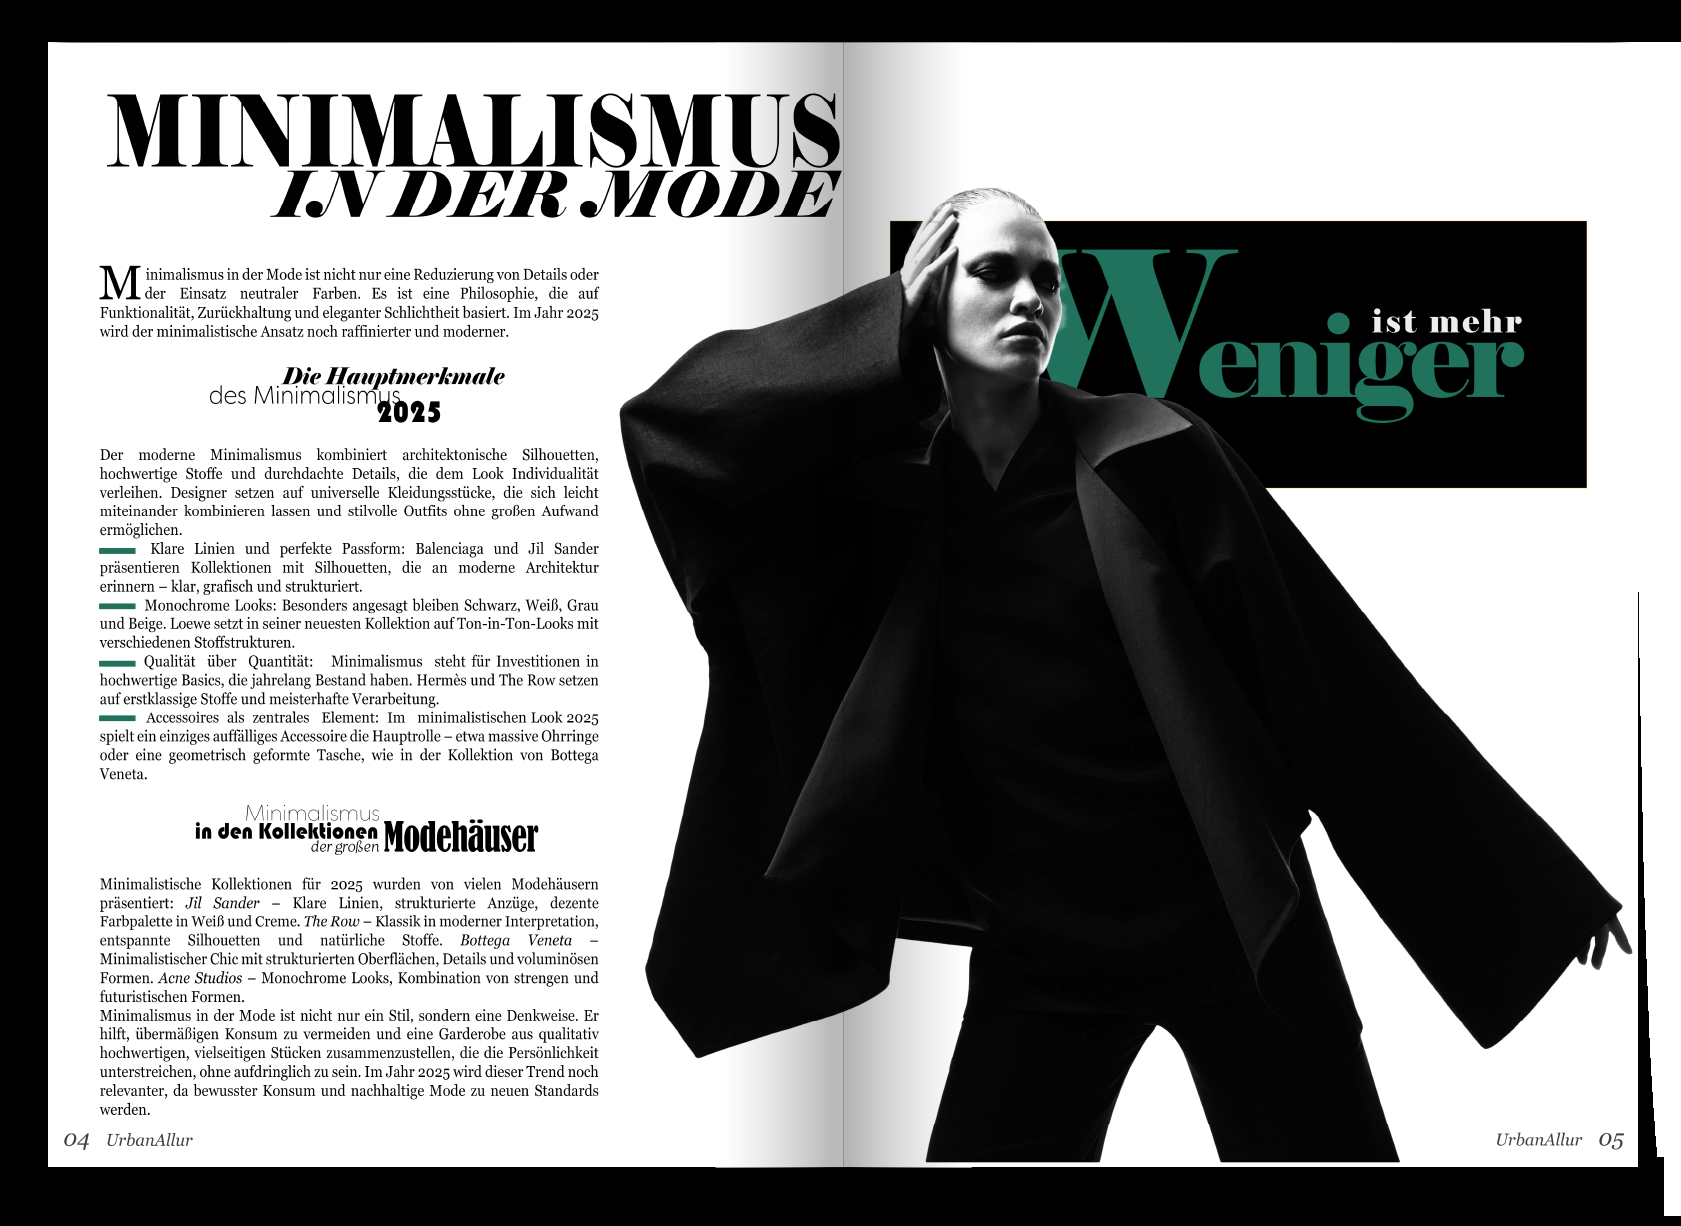 MINIMALISMUS
IN DER MODE
Minimalismus in der Mode ist nicht nur eine Reduzierung von Details oder
der Einsatz neutraler Farben. Es ist eine Philosophie, die auf
Funktionalität, Zurückhaltung und eleganter Schlichtheit basiert. Im Jahr 2025
wird der minimalistische Ansatz noch raffinierter und moderner.
Die Hauptmerkmale
des Minimalismus
2025
Der moderne Minimalismus kombiniert architektonische Silhouetten,
hochwertige Stoffe und durchdachte Details, die dem Look Individualität
verleihen. Designer setzen auf universelle Kleidungsstücke, die sich leicht
miteinander kombinieren lassen und stilvolle Outfits ohne großen Aufwand
ermöglichen.
Klare Linien und perfekte Passform: Balenciaga und Jil Sander
präsentieren Kollektionen mit Silhouetten, die an moderne Architektur
erinnern – klar, grafisch und strukturiert.
Monochrome Looks: Besonders angesagt bleiben Schwarz, Weiß, Grau
und Beige. Loewe setzt in seiner neuesten Kollektion auf Ton-in-Ton-Looks mit
verschiedenen Stoffstrukturen.
Qualität über Quantität: Minimalismus steht für Investitionen in
hochwertige Basics, die jahrelang Bestand haben. Hermès und The Row setzen
auf erstklassige Stoffe und meisterhafte Verarbeitung.
Accessoires als zentrales Element: Im minimalistischen Look 2025
spielt ein einziges auffälliges Accessoire die Hauptrolle – etwa massive Ohrringe
oder eine geometrisch geformte Tasche, wie in der Kollektion von Bottega
Veneta.
Minimalismus
in den Kollektionen
der großen Modehäuser
Minimalistische Kollektionen für 2025 wurden von vielen Modehäusern
präsentiert: Jil Sander – Klare Linien, strukturierte Anzüge, dezente
Farbpalette in Weiß und Creme. The Row – Klassik in moderner Interpretation,
entspannte Silhouetten und natürliche Stoffe. Bottega Veneta –
Minimalistischer Chic mit strukturierten Oberflächen, Details und voluminösen
Formen. Acne Studios – Monochrome Looks, Kombination von strengen und
futuristischen Formen.
Minimalismus in der Mode ist nicht nur ein Stil, sondern eine Denkweise. Er
hilft, übermäßigen Konsum zu vermeiden und eine Garderobe aus qualitativ
hochwertigen, vielseitigen Stücken zusammenzustellen, die die Persönlichkeit
unterstreichen, ohne aufdringlich zu sein. Im Jahr 2025 wird dieser Trend noch
relevanter, da bewusster Konsum und nachhaltige Mode zu neuen Standards
werden.
04 UrbanAllur
Weniger
ist mehr
UrbanAllur 05